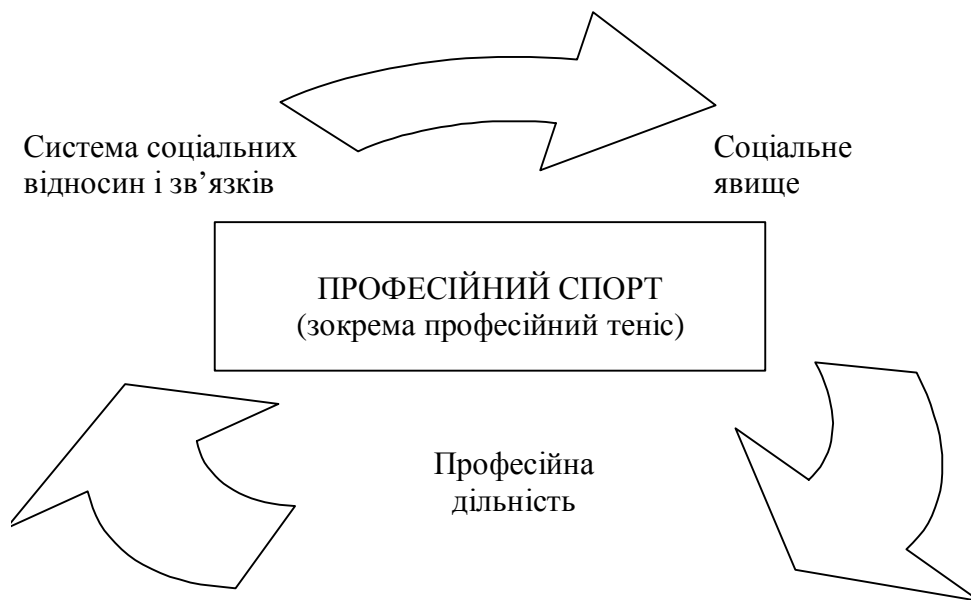 Система соціальних
відносин і зв’язків
Соціальне
явище
ПРОФЕСІЙНИЙ СПОРТ
(зокрема професійний теніс)
Професійна
дільність